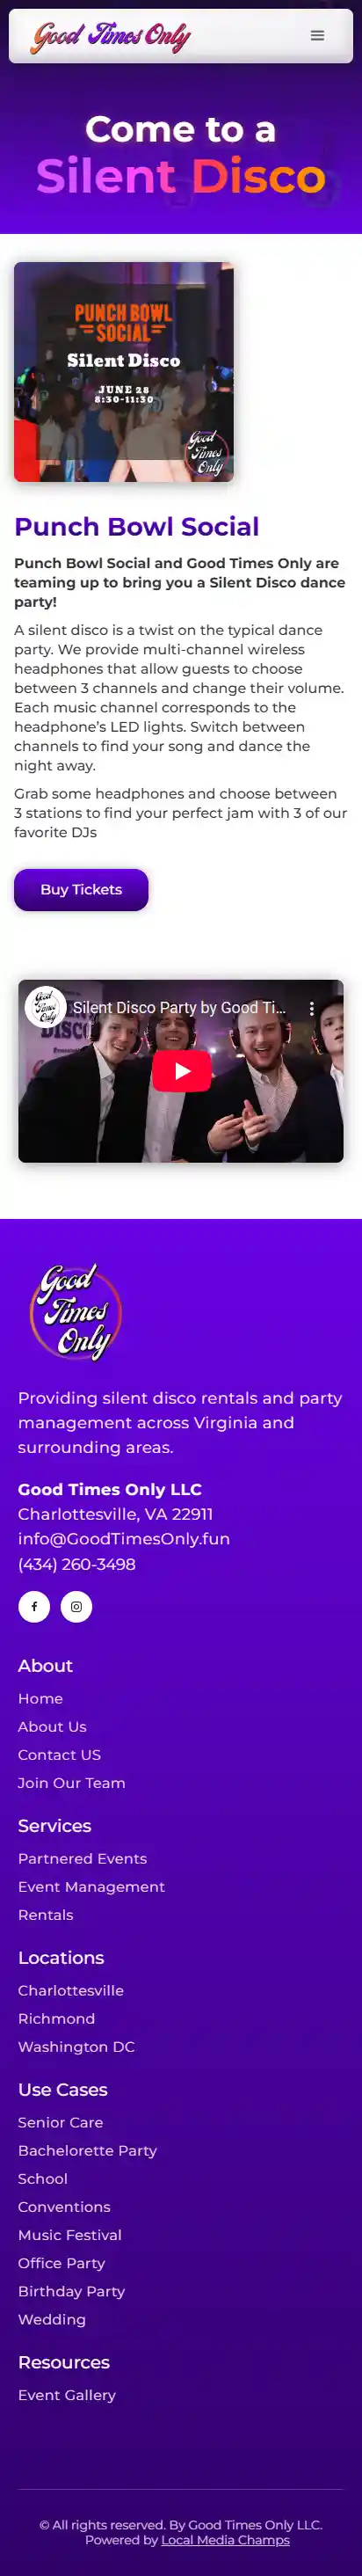 Good Times Only
Come to a
Silent Disco
PUNCH BOWL
SOCIAL
Silent Disco
JUNE 28
8:30-11:30
Good
Times
Only
Punch Bowl Social
Punch Bowl Social and Good Times Only are
teaming up to bring you a Silent Disco dance
party!
A silent disco is a twist on the typical dance
party. We provide multi-channel wireless
headphones that allow guests to choose
between 3 channels and change their volume.
Each music channel corresponds to the
headphone’s LED lights. Switch between
channels to find your song and dance the
night away.
Grab some headphones and choose between
3 stations to find your perfect jam with 3 of our
favorite DJs
Buy Tickets
Good
Times
Only
Silent Disco Party by Good Ti...
DISCO
Good
Times
Only
Providing silent disco rentals and party
management across Virginia and
surrounding areas.
Good Times Only LLC
Charlottesville, VA 22911
info@GoodTimesOnly.fun
(434) 260-3498
About
Home
About Us
Contact US
Join Our Team
Services
Partnered Events
Event Management
Rentals
Locations
Charlottesville
Richmond
Washington DC
Use Cases
Senior Care
Bachelorette Party
School
Conventions
Music Festival
Office Party
Birthday Party
Wedding
Resources
Event Gallery
© All rights reserved. By Good Times Only LLC.
Powered by Local Media Champs